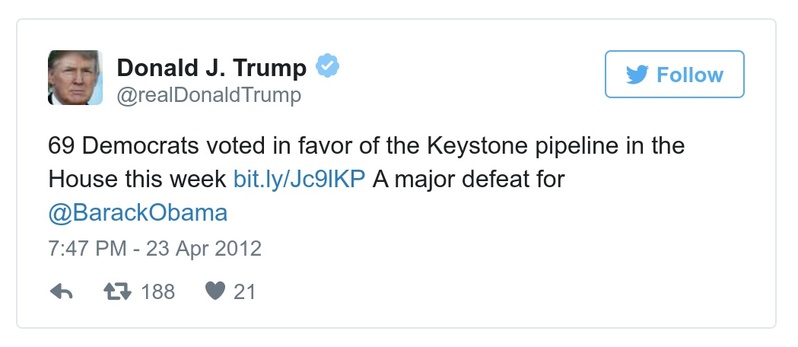 Donald J. Trump
@realDonaldTrump
Follow
69 Democrats voted in favor of the Keystone pipeline in the
House this week bit.ly/Jc9lKP A major defeat for
@BarackObama
7:47 PM - 23 Apr 2012
188 21